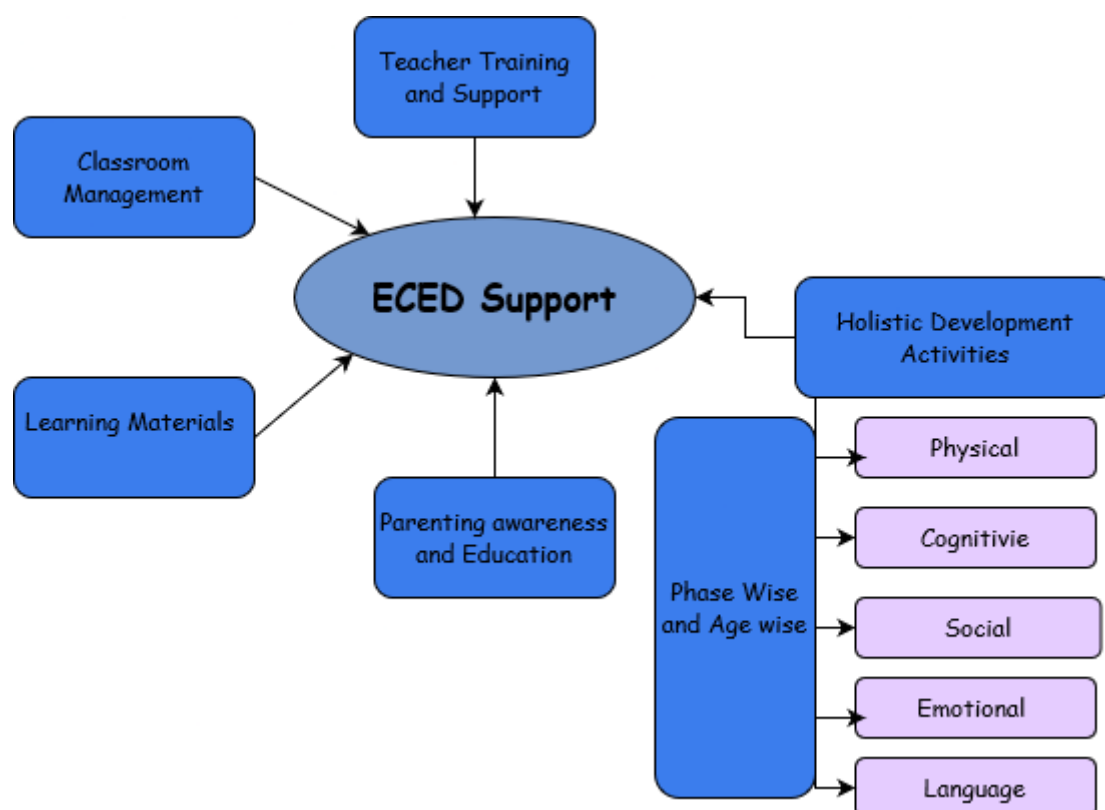 Teacher Training
and Support
Classroom
Management
ECED Support
Holistic Development
Activities
Learning Materials
Parenting awareness
and Education
Phase Wise
and Age wise
Physical
Cognitivie
Social
Emotional
Language